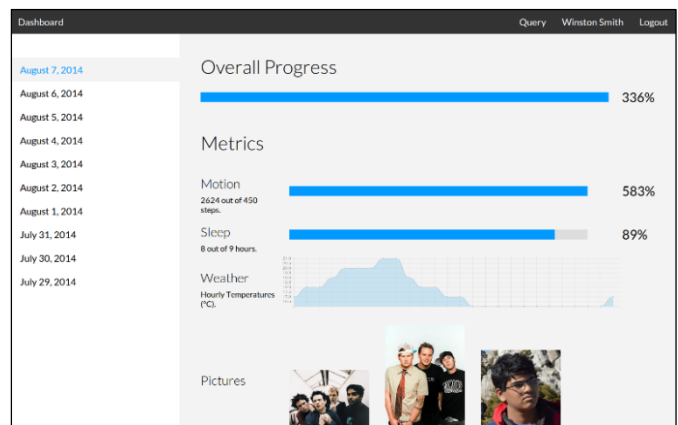 Dashboard
Query Winston Smith Logout
August 7, 2014
August 6, 2014
August 5, 2014
August 4, 2014
August 3, 2014
August 2, 2014
August 1, 2014
July 31, 2014
July 30, 2014
July 29, 2014
Overall Progress
336%
Metrics
Motion
2624 out of 450
steps.
583%
Sleep
8 out of 9 hours.
89%
Weather
Hourly Temperatures
(°C).
Pictures